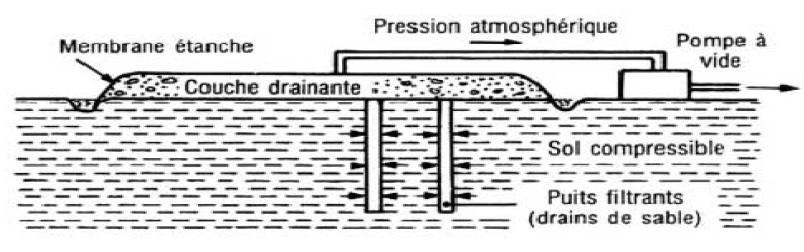 Pression atmosphérique
Pompe à
vide
Membrane étanche
Couche drainante
Sol compressible
Puits filtrants
(drains de sable)